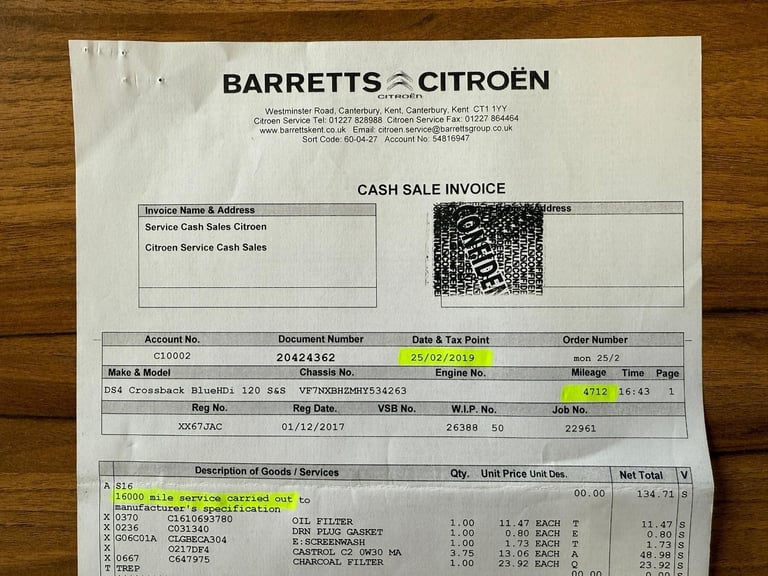 BARRETTS CITROËN
CITROËN
Westminster Road, Canterbury, Kent, Canterbury, Kent CT1 1YY
Citroen Service Tel: 01227 828988 Citroen Service Fax: 01227 864464
www.barrettskent.co.uk Email: citroen.service@barrettsgroup.co.uk
Sort Code: 60-04-27 Account No: 54816947
CASH SALE INVOICE
Invoice Name & Address
Service Cash Sales Citroen
Citroen Service Cash Sales
CONFIDEN
Account No. Document Number Date & Tax Point Order Number
C10002 20424362 25/02/2019 mon 25/2
Make & Model Chassis No. Engine No. Mileage Time Page
DS4 Crossback BlueHDi 120 S&S VF7NXBHZMHY534263 4712 16:43 1
Reg No. Reg Date. VSB No. W.I.P. No. Job No.
XX67JAC 01/12/2017 26388 50 22961
Description of Goods / Services Qty. Unit Price Unit Des. Net Total V
A S16 00.00 134.71 S
16000 mile service carried out to
manufacturer's specification
X 0370 C1610693780 OIL FILTER 1.00 11.47 EACH T 11.47 S
X 0236 C031340 DRN PLUG GASKET 1.00 0.80 EACH E 0.80 S
X G06C01A CLGBECA304 E:SCREENWASH 1.00 1.73 EACH T 1.73 S
X O217DF4 CASTROL C2 0W30 MA 3.75 13.06 EACH A 48.98 S
X 0667 C647975 CHARCOAL FILTER 1.00 23.92 EACH Q 23.92 S
T TREP 00.00